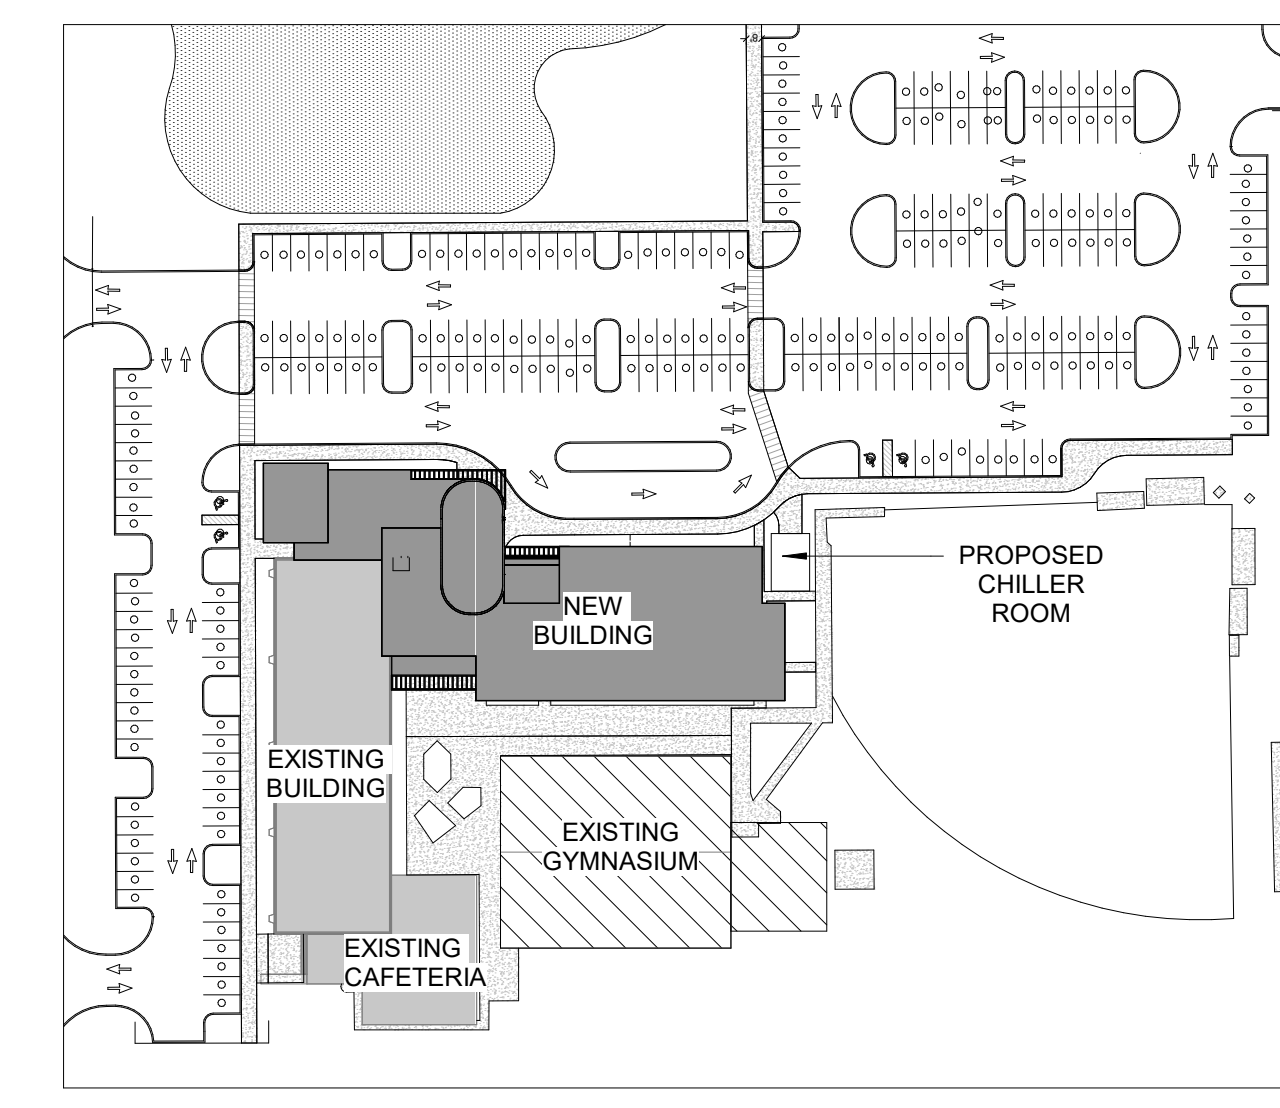 PROPOSED
CHILLER
ROOM
NEW
BUILDING
EXISTING
BUILDING
EXISTING
GYMNASIUM
EXISTING
CAFETERIA